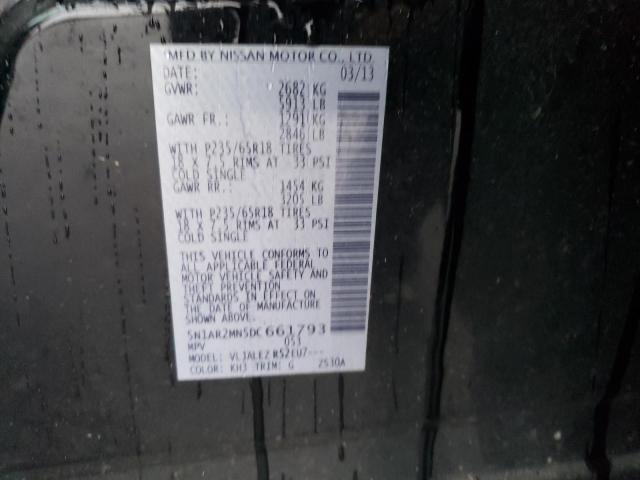 MFD BY NISSAN MOTOR CO., LTD.
DATE: 03/13
GVWR: 2682 KG
5913 LB
GAWR FR.: 1291 KG
2846 LB
WITH P235/65R18 TIRES
18 X 7.5 RIMS AT 33 PSI
COLD SINGLE
GAWR RR.: 1454 KG
3205 LB
WITH P235/65R18 TIRES
18 X 7.5 RIMS AT 33 PSI
COLD SINGLE
THIS VEHICLE CONFORMS TO
ALL APPLICABLE FEDERAL
MOTOR VEHICLE SAFETY AND
THEFT PREVENTION
STANDARDS IN EFFECT ON
THE DATE OF MANUFACTURE
SHOWN ABOVE.
5N1AR2MN5DC661793
MPV 053
MODEL: R52EU7---
COLOR: KH3 TRIM: G